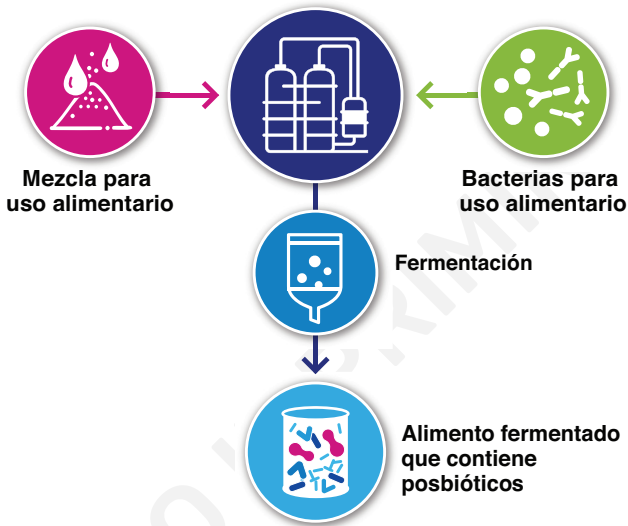 Mezcla para
uso alimentario
Bacterias para
uso alimentario
Fermentación
Alimento fermentado
que contiene
posbióticos